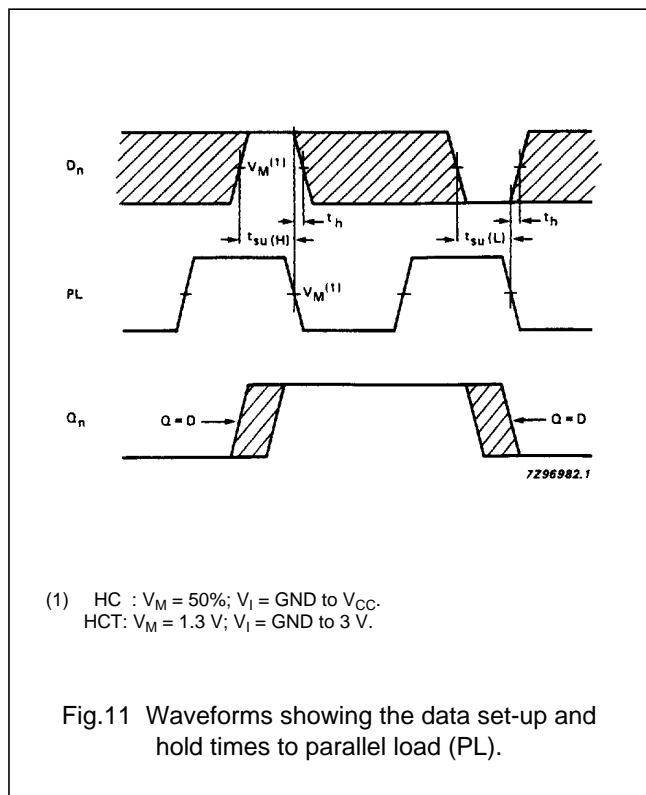 Dn
VM(1)
th
th
tsu(H)
tsu(L)
PL
VM(1)
Qn
Q = D
Q = D
7Z96982.1
(1) HC : VM = 50%; VI = GND to VCC.
HCT: VM = 1.3 V; VI = GND to 3 V.
Fig.11 Waveforms showing the data set-up and
hold times to parallel load (PL).